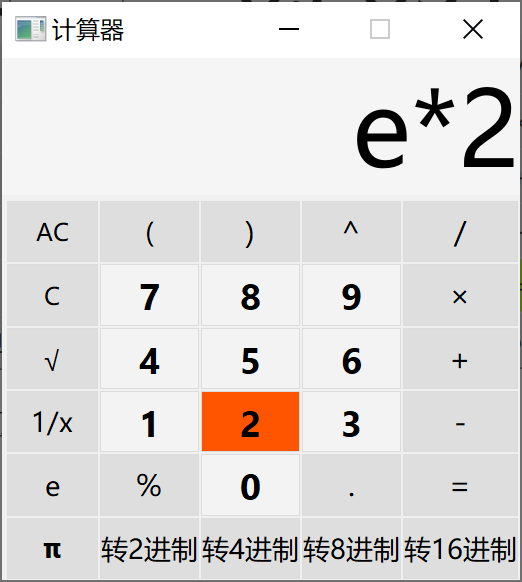 计算器
e*2
AC ( ) ^ /
C 7 8 9 ×
√ 4 5 6 +
1/x 1 2 3 -
e % 0 . =
π 转2进制 转4进制 转8进制 转16进制